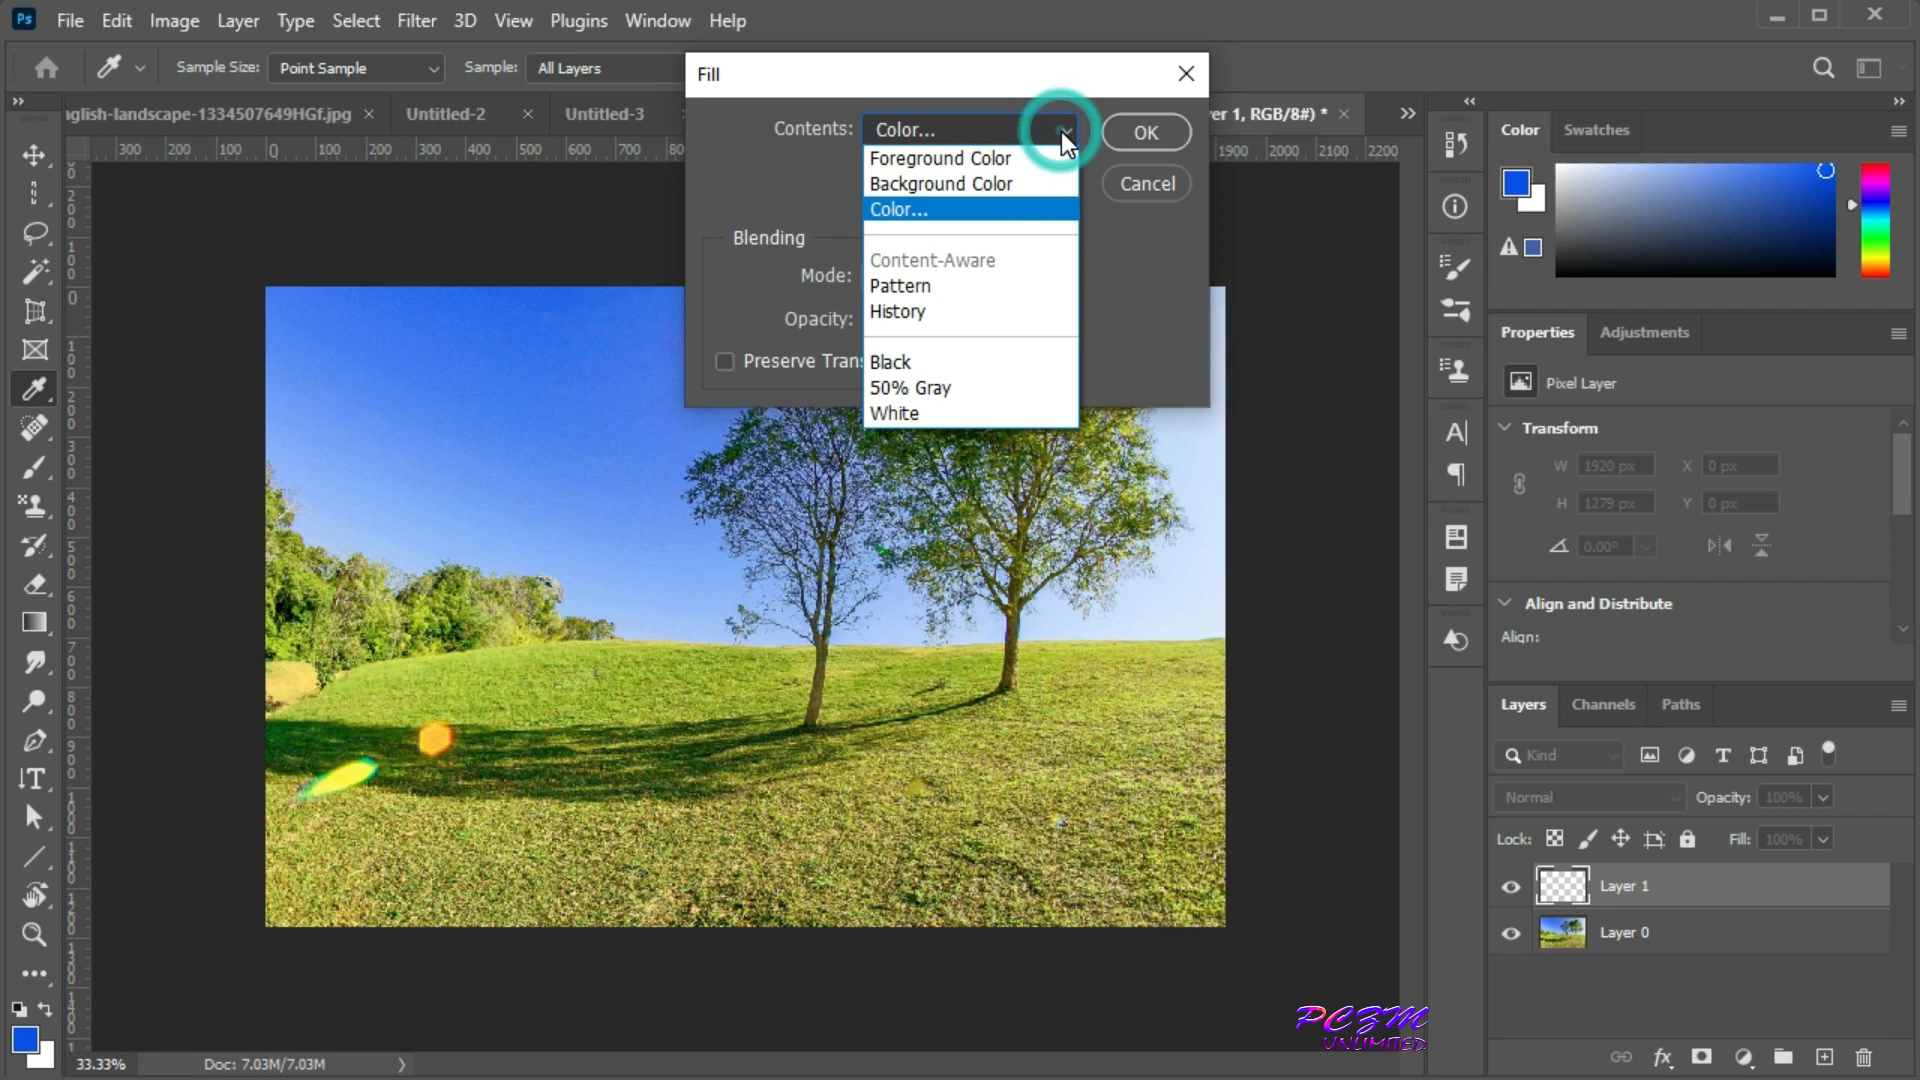 Ps File Edit Image Layer Type Select Filter 3D View Plugins Window Help
Sample Size: Point Sample Sample: All Layers
nglish-landscape-1334507649HGf.jpg × Untitled-2 × Untitled-3
er 1, RGB/8#) * ×
300 200 100 0 100 200 300 400 500 600 700
1900 2000 2100 2200
Fill
Contents: Color... OK
Foreground Color
Background Color
Cancel
Color...
Content-Aware
Pattern
History
Black
50% Gray
White
Blending
Mode:
Opacity:
Preserve Trans
Color Swatches
Properties Adjustments
Pixel Layer
Transform
W 1920 px X 0 px
H 1279 px Y 0 px
0.00°
Align and Distribute
Align:
Layers Channels Paths
Kind
Normal Opacity: 100%
Lock: Fill: 100%
Layer 1
Layer 0
33.33% Doc: 7.03M/7.03M
PCZM
UNLIMITED